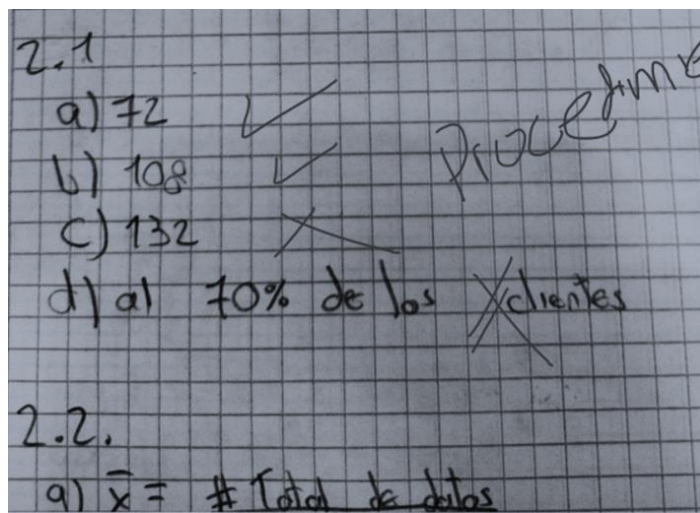 2.1
a) 72
b) 108
c) 132
d) al 70% de los clientes
2.2.
a) x̄ = # Total de datos